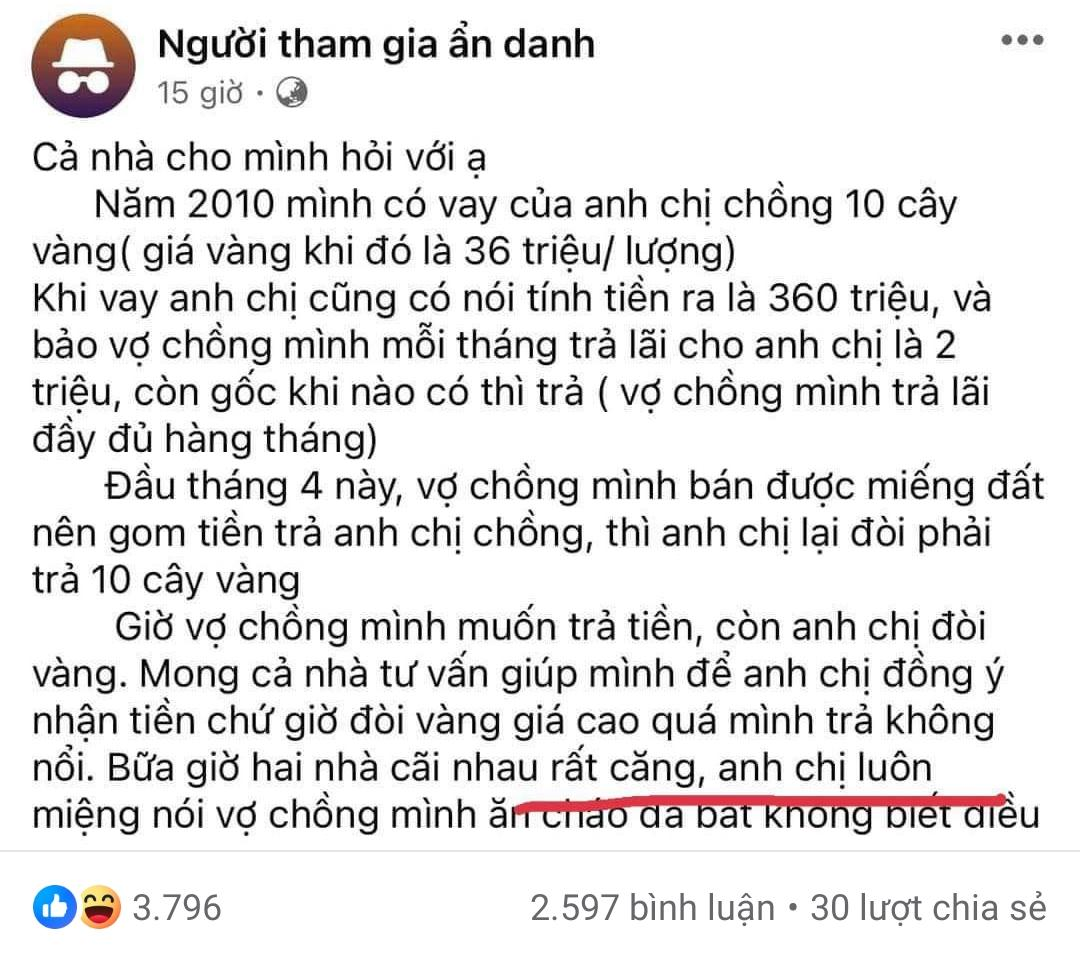 Người tham gia ẩn danh
15 giờ ·
Cả nhà cho mình hỏi với ạ
Năm 2010 mình có vay của anh chị chồng 10 cây
vàng( giá vàng khi đó là 36 triệu/ lượng)
Khi vay anh chị cũng có nói tính tiền ra là 360 triệu, và
bảo vợ chồng mình mỗi tháng trả lãi cho anh chị là 2
triệu, còn gốc khi nào có thì trả ( vợ chồng mình trả lãi
đầy đủ hàng tháng)
Đầu tháng 4 này, vợ chồng mình bán được miếng đất
nên gom tiền trả anh chị chồng, thì anh chị lại đòi phải
trả 10 cây vàng
Giờ vợ chồng mình muốn trả tiền, còn anh chị đòi
vàng. Mong cả nhà tư vấn giúp mình để anh chị đồng ý
nhận tiền chứ giờ đòi vàng giá cao quá mình trả không
nổi. Bữa giờ hai nhà cãi nhau rất căng, anh chị luôn
miệng nói vợ chồng mình ăn cháo đá bát không biết điều
3.796
2.597 bình luận • 30 lượt chia sẻ